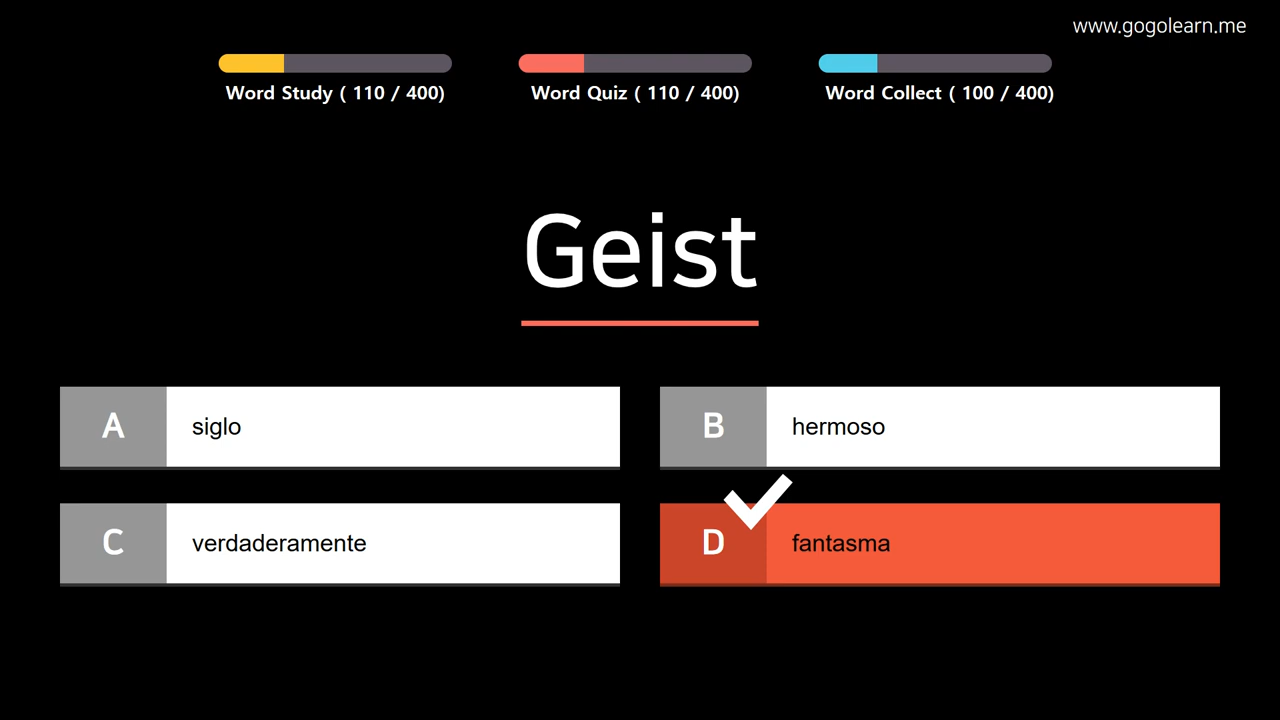 www.gogolearn.me
Word Study ( 110 / 400)
Word Quiz ( 110 / 400)
Word Collect ( 100 / 400)
Geist
A siglo
B hermoso
C verdaderamente
D fantasma